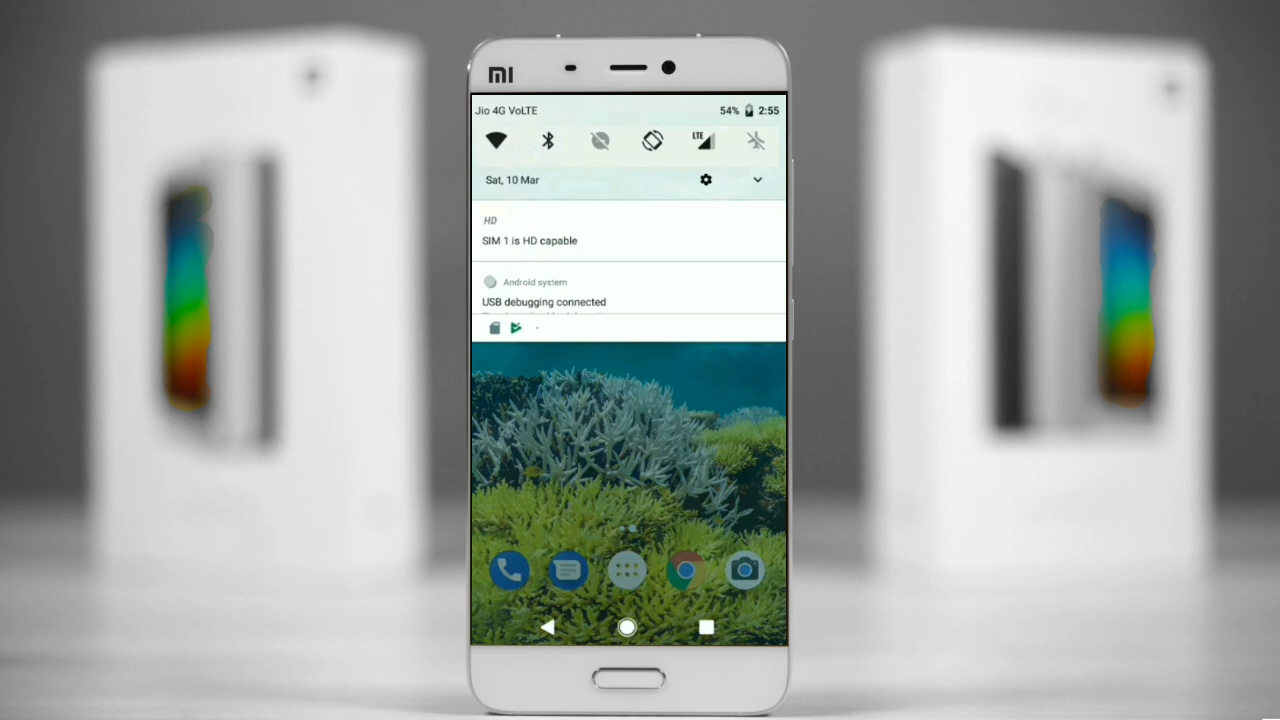 mi
Jio 4G VoLTE
54%
2:55
LTE
Sat, 10 Mar
HD
SIM 1 is HD capable
Android system
USB debugging connected